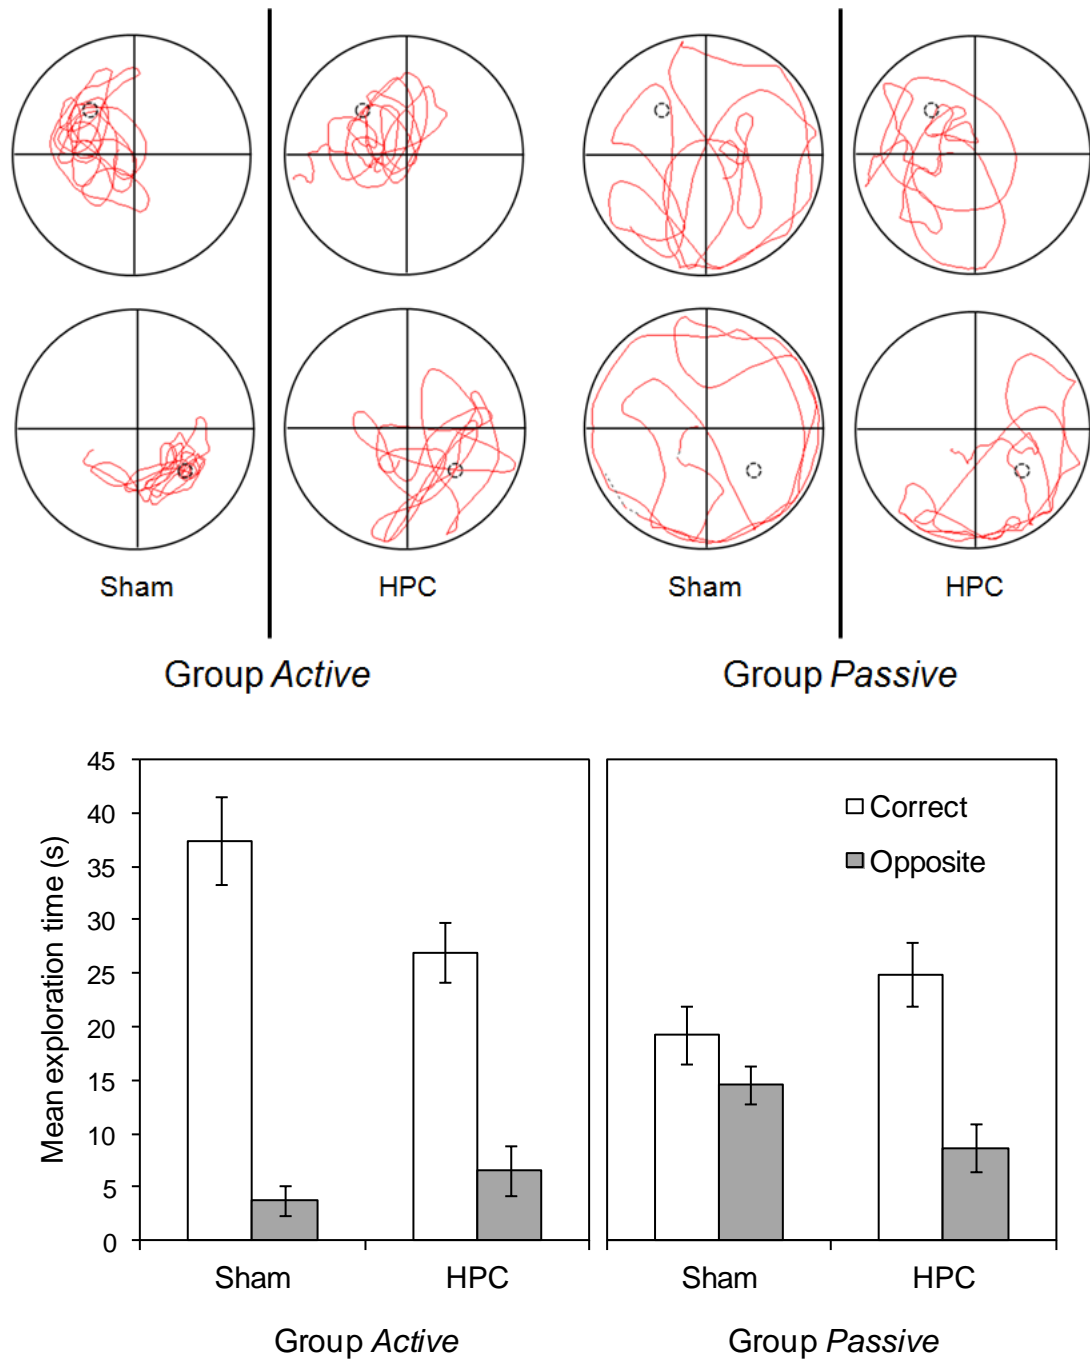 Sham HPC Sham HPC
Group Active Group Passive
45
40
35
30
25
20
15
10
5
0
Mean exploration time (s)
Correct
Opposite
Sham HPC Sham HPC
Group Active Group Passive